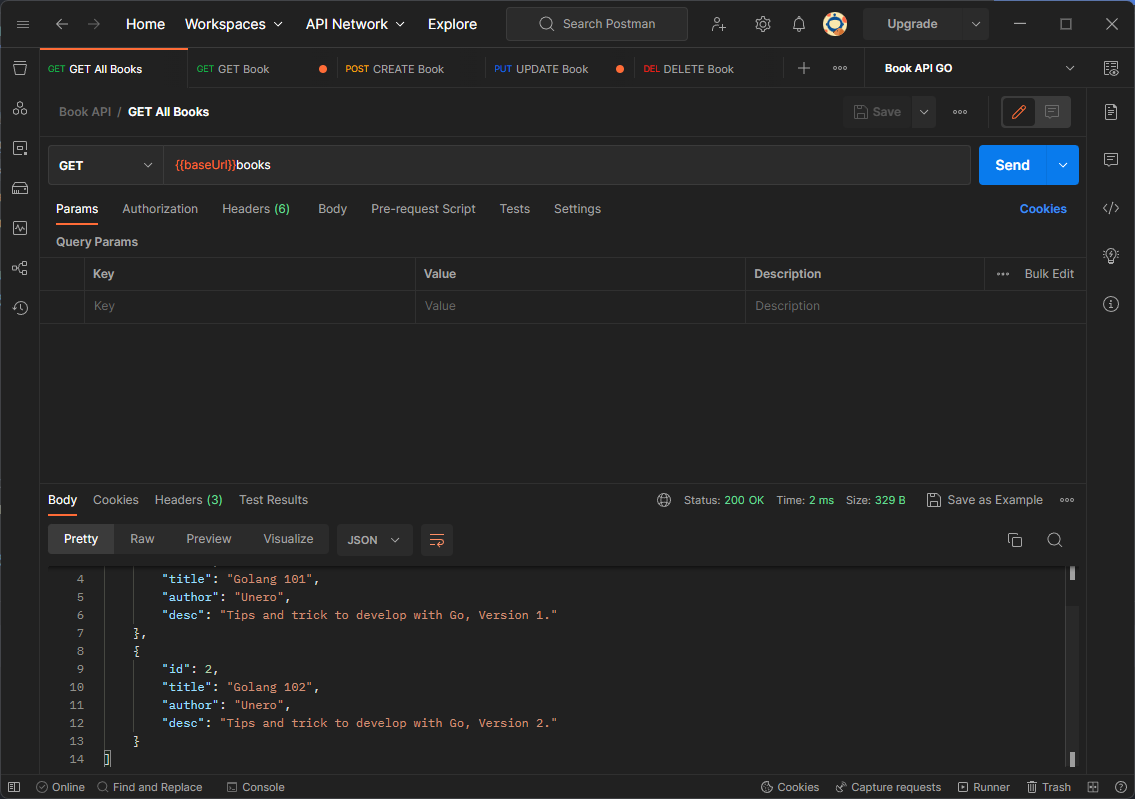 Home Workspaces API Network Explore Search Postman Upgrade
GET GET All Books GET GET Book POST CREATE Book PUT UPDATE Book DEL DELETE Book Book API GO
Book API / GET All Books Save
GET {{baseUrl}}books Send
Params Authorization Headers (6) Body Pre-request Script Tests Settings Cookies
Query Params
Key Value Description Bulk Edit
Key Value Description
Body Cookies Headers (3) Test Results Status: 200 OK Time: 2 ms Size: 329 B Save as Example
Pretty Raw Preview Visualize JSON
4 "title": "Golang 101",
5 "author": "Unero",
6 "desc": "Tips and trick to develop with Go, Version 1."
7 },
8 {
9 "id": 2,
10 "title": "Golang 102",
11 "author": "Unero",
12 "desc": "Tips and trick to develop with Go, Version 2."
13 }
14 ]
Online Find and Replace Console Cookies Capture requests Runner Trash